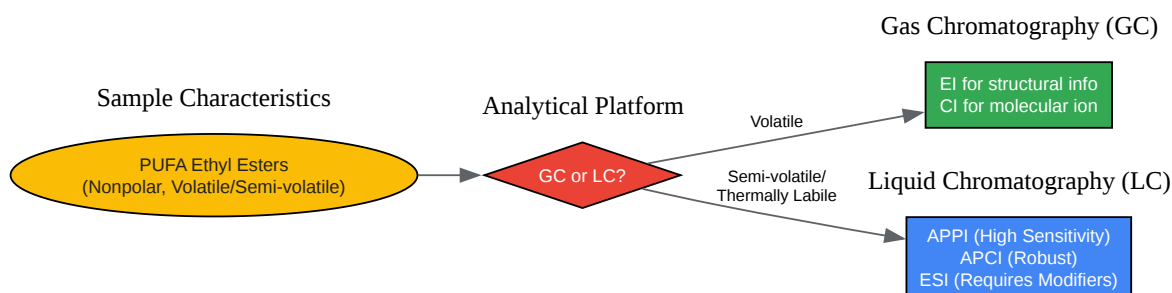 Sample Characteristics
PUFA Ethyl Esters
(Nonpolar, Volatile/Semi-volatile)
Analytical Platform
GC or LC?
Volatile
Semi-volatile/
Thermally Labile
Gas Chromatography (GC)
EI for structural info
CI for molecular ion
Liquid Chromatography (LC)
APPI (High Sensitivity)
APCI (Robust)
ESI (Requires Modifiers)